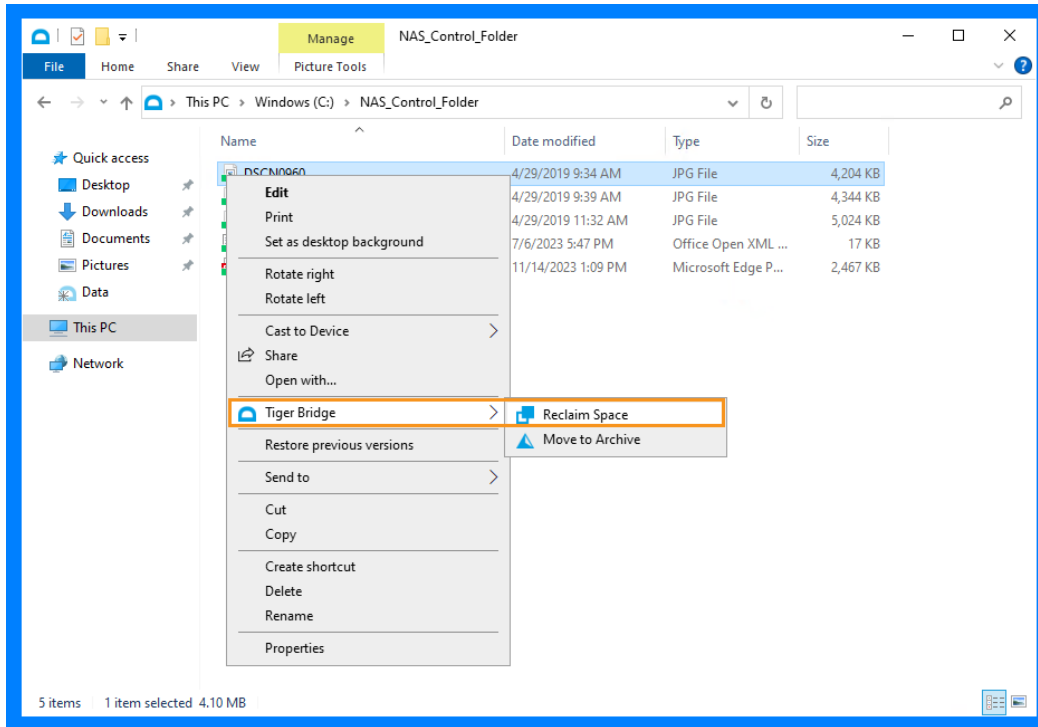 Manage NAS_Control_Folder
File Home Share View Picture Tools
This PC > Windows (C:) > NAS_Control_Folder
Name Date modified Type Size
Quick access
Desktop
Downloads
Documents
Pictures
Data
This PC
Network
DSCN0960 4/29/2019 9:34 AM JPG File 4,204 KB
4/29/2019 9:39 AM JPG File 4,344 KB
4/29/2019 11:32 AM JPG File 5,024 KB
7/6/2023 5:47 PM Office Open XML ... 17 KB
11/14/2023 1:09 PM Microsoft Edge P... 2,467 KB
Edit
Print
Set as desktop background
Rotate right
Rotate left
Cast to Device
Share
Open with...
Tiger Bridge
Reclaim Space
Move to Archive
Restore previous versions
Send to
Cut
Copy
Create shortcut
Delete
Rename
Properties
5 items 1 item selected 4.10 MB